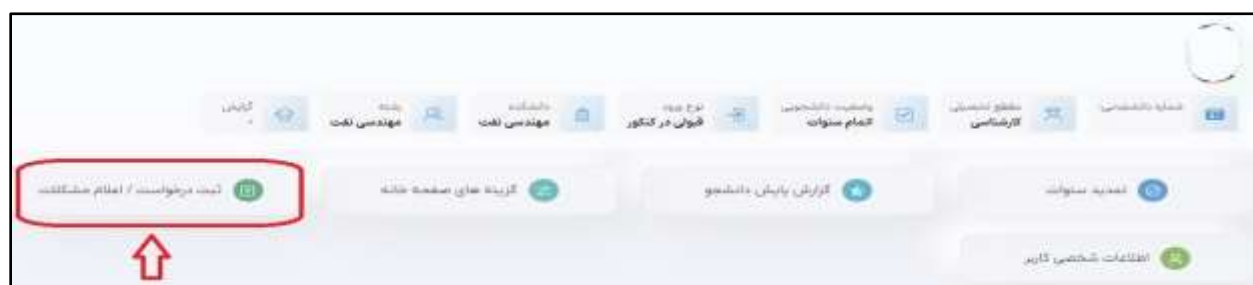 شماره دانشجویی
مقطع تحصیلی
کارشناسی
وضعیت دانشجویی
اتمام سنوات
نوع ورود
قبولی در کنکور
دانشکده
مهندسی نفت
رشته
مهندسی نفت
گرایش
-
تمدید سنوات
گزارش پایش دانشجو
گزینه های صفحه خانه
ثبت درخواست / اعلام مشکلات
اطلاعات شخصی کاربر